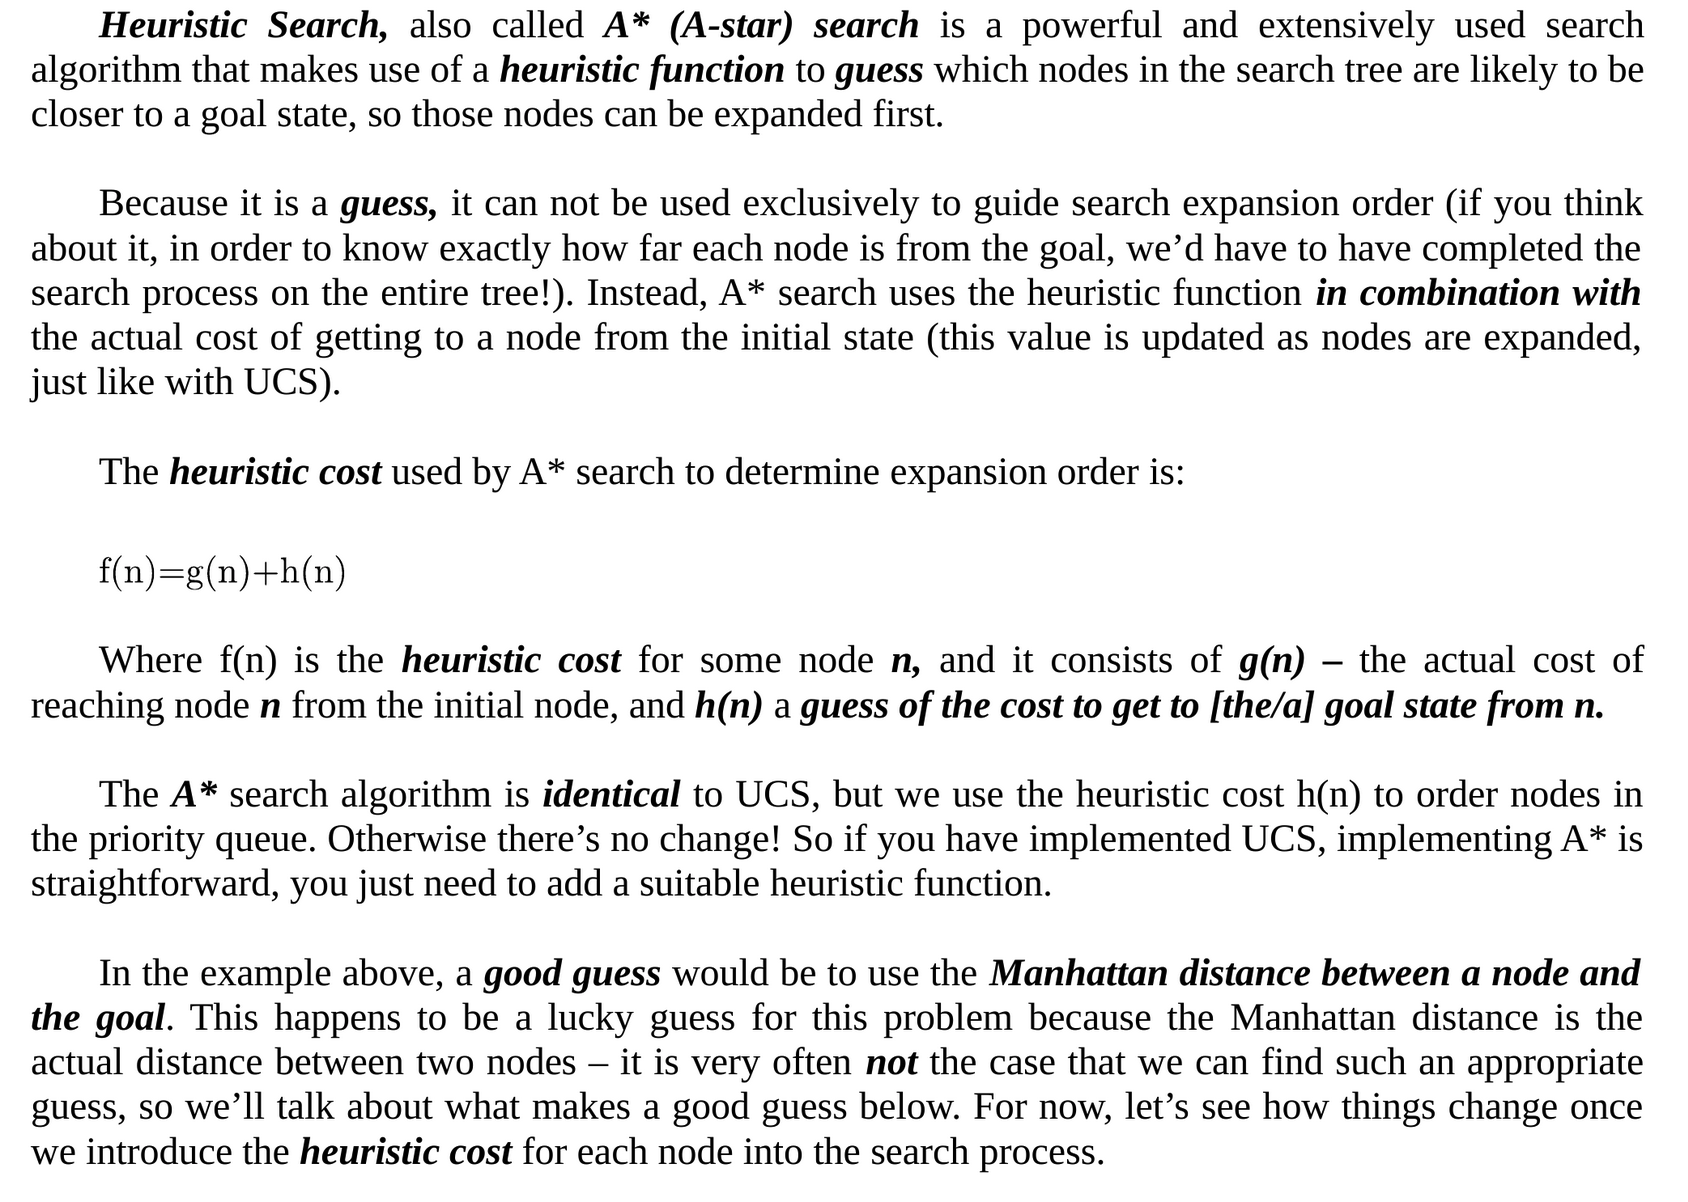 Heuristic Search, also called A* (A-star) search is a powerful and extensively used search
algorithm that makes use of a heuristic function to guess which nodes in the search tree are likely to be
closer to a goal state, so those nodes can be expanded first.
Because it is a guess, it can not be used exclusively to guide search expansion order (if you think
about it, in order to know exactly how far each node is from the goal, we’d have to have completed the
search process on the entire tree!). Instead, A* search uses the heuristic function in combination with
the actual cost of getting to a node from the initial state (this value is updated as nodes are expanded,
just like with UCS).
The heuristic cost used by A* search to determine expansion order is:
f(n)=g(n)+h(n)
Where f(n) is the heuristic cost for some node n, and it consists of g(n) – the actual cost of
reaching node n from the initial node, and h(n) a guess of the cost to get to [the/a] goal state from n.
The A* search algorithm is identical to UCS, but we use the heuristic cost h(n) to order nodes in
the priority queue. Otherwise there’s no change! So if you have implemented UCS, implementing A* is
straightforward, you just need to add a suitable heuristic function.
In the example above, a good guess would be to use the Manhattan distance between a node and
the goal. This happens to be a lucky guess for this problem because the Manhattan distance is the
actual distance between two nodes – it is very often not the case that we can find such an appropriate
guess, so we’ll talk about what makes a good guess below. For now, let’s see how things change once
we introduce the heuristic cost for each node into the search process.